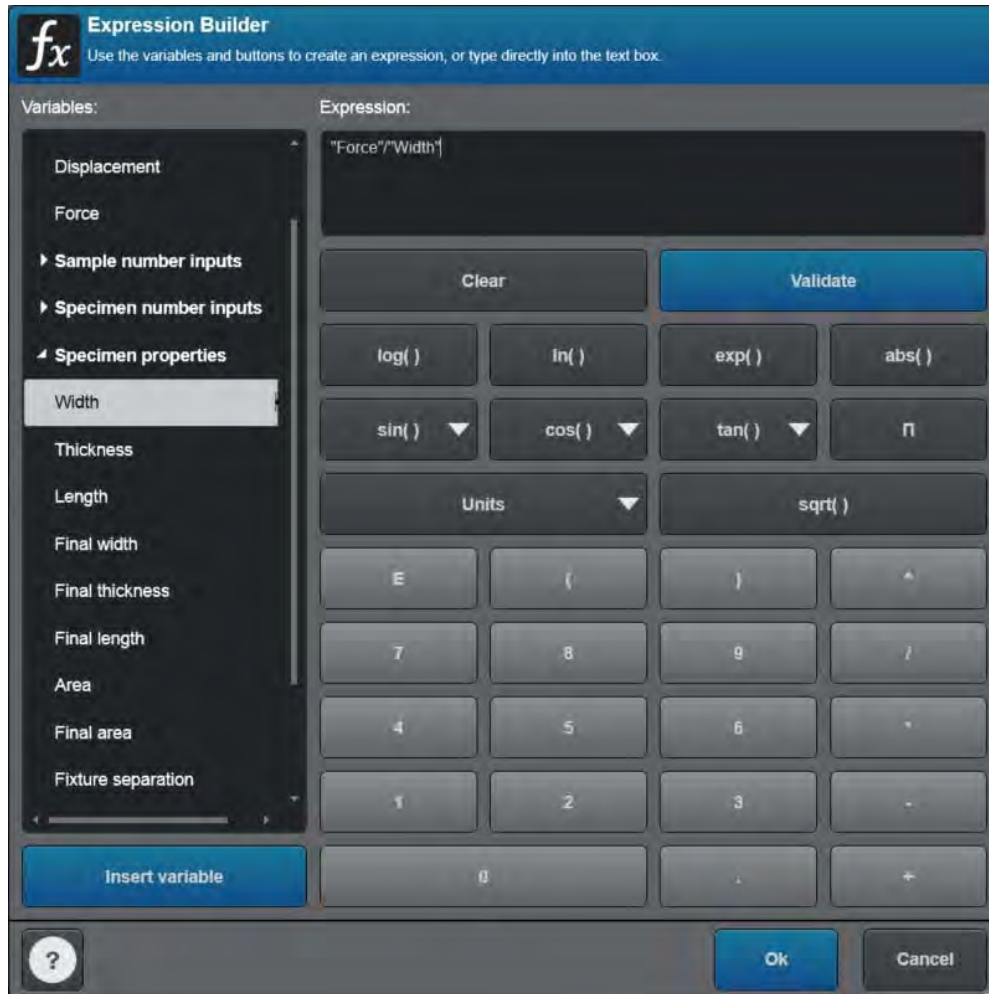 fx
Expression Builder
Use the variables and buttons to create an expression, or type directly into the text box.
Variables:
Displacement
Force
Sample number inputs
Specimen number inputs
Specimen properties
Width
Thickness
Length
Final width
Final thickness
Final length
Area
Final area
Fixture separation
Insert variable
Expression:
"Force"/"Width"
Clear Validate
log( ) ln( ) exp( ) abs( )
sin( ) cos( ) tan( ) Π
Units sqrt( )
E ( ) ^
7 8 9 /
4 5 6 *
1 2 3 -
0 . +
? Ok Cancel